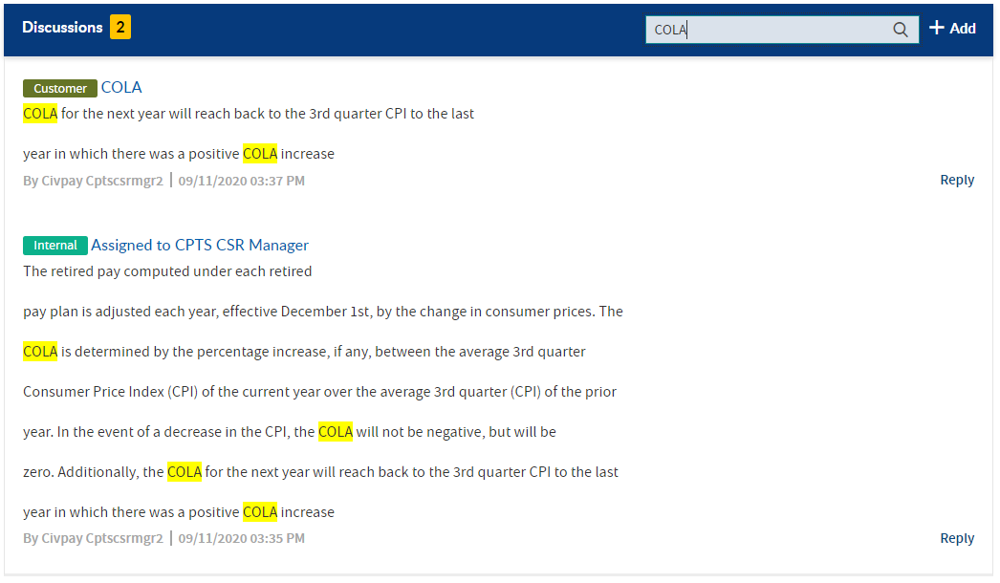 Discussions 2 COLA + Add
Customer COLA
COLA for the next year will reach back to the 3rd quarter CPI to the last
year in which there was a positive COLA increase
By Civpay Cptscsrmgr2 | 09/11/2020 03:37 PM Reply
Internal Assigned to CPTS CSR Manager
The retired pay computed under each retired
pay plan is adjusted each year, effective December 1st, by the change in consumer prices. The
COLA is determined by the percentage increase, if any, between the average 3rd quarter
Consumer Price Index (CPI) of the current year over the average 3rd quarter (CPI) of the prior
year. In the event of a decrease in the CPI, the COLA will not be negative, but will be
zero. Additionally, the COLA for the next year will reach back to the 3rd quarter CPI to the last
year in which there was a positive COLA increase
By Civpay Cptscsrmgr2 | 09/11/2020 03:35 PM Reply